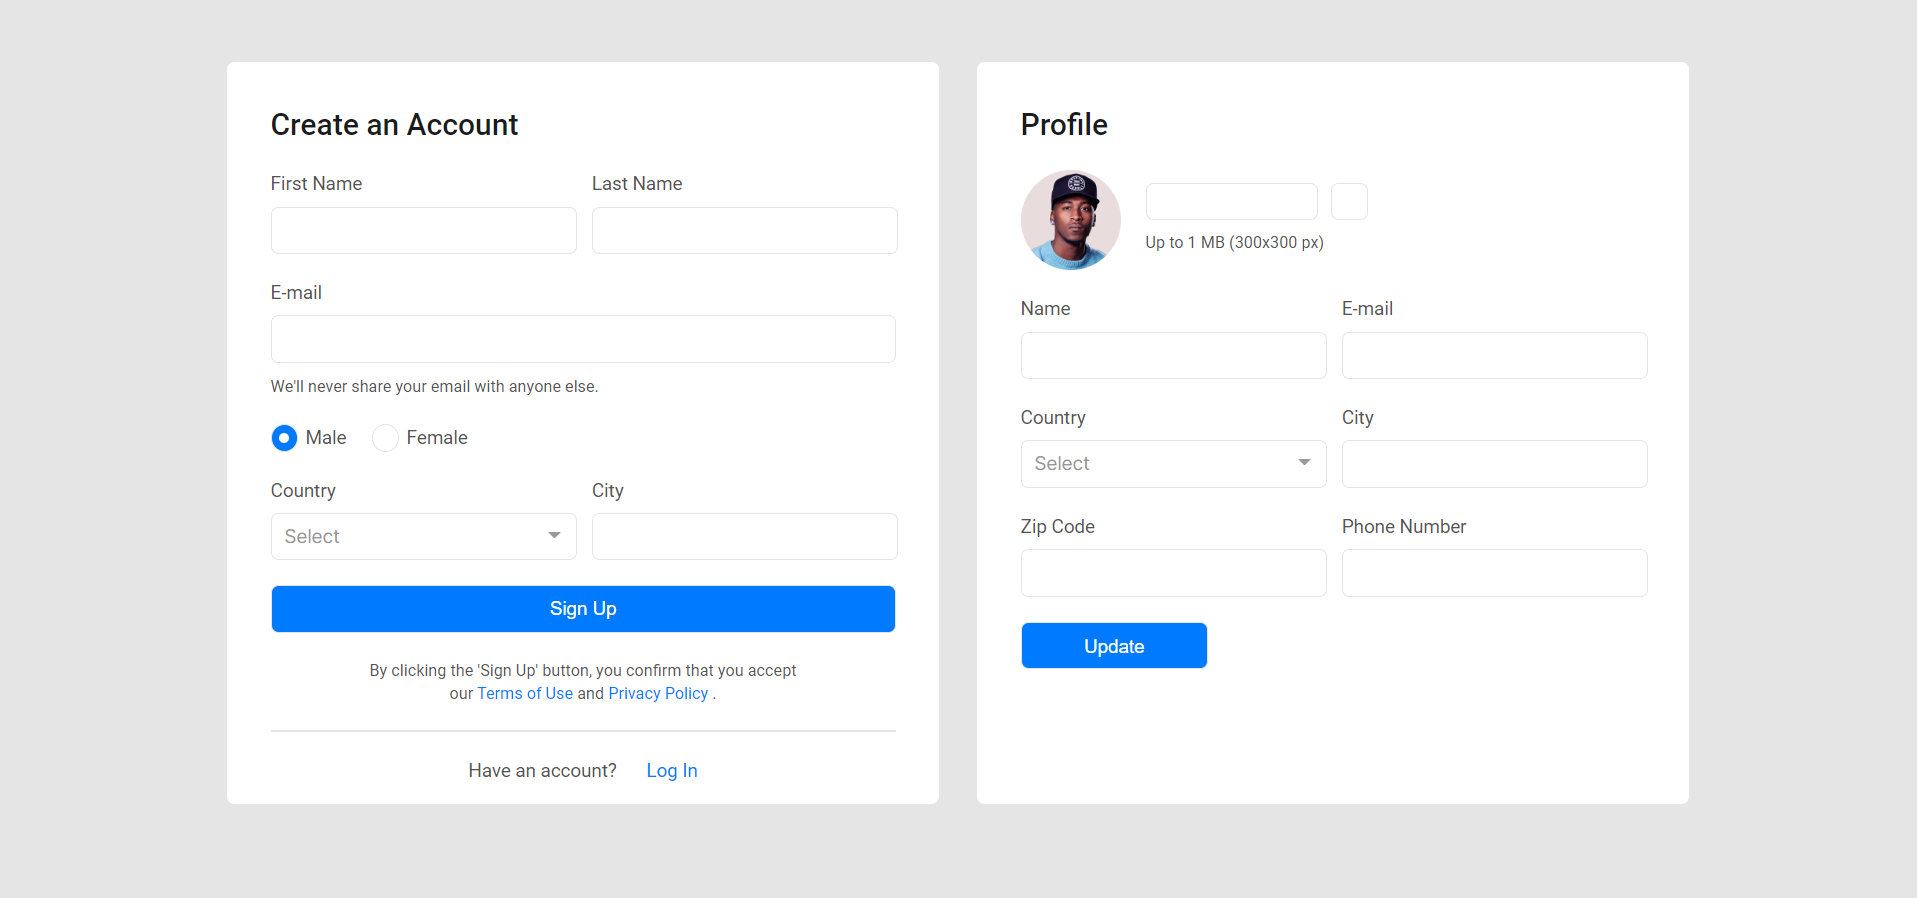 Create an Account
First Name
Last Name
E-mail
We'll never share your email with anyone else.
Male
Female
Country
City
Select
Sign Up
By clicking the 'Sign Up' button, you confirm that you accept
our Terms of Use and Privacy Policy .
Have an account? Log In
Profile
Up to 1 MB (300x300 px)
Name
E-mail
Country
City
Select
Zip Code
Phone Number
Update